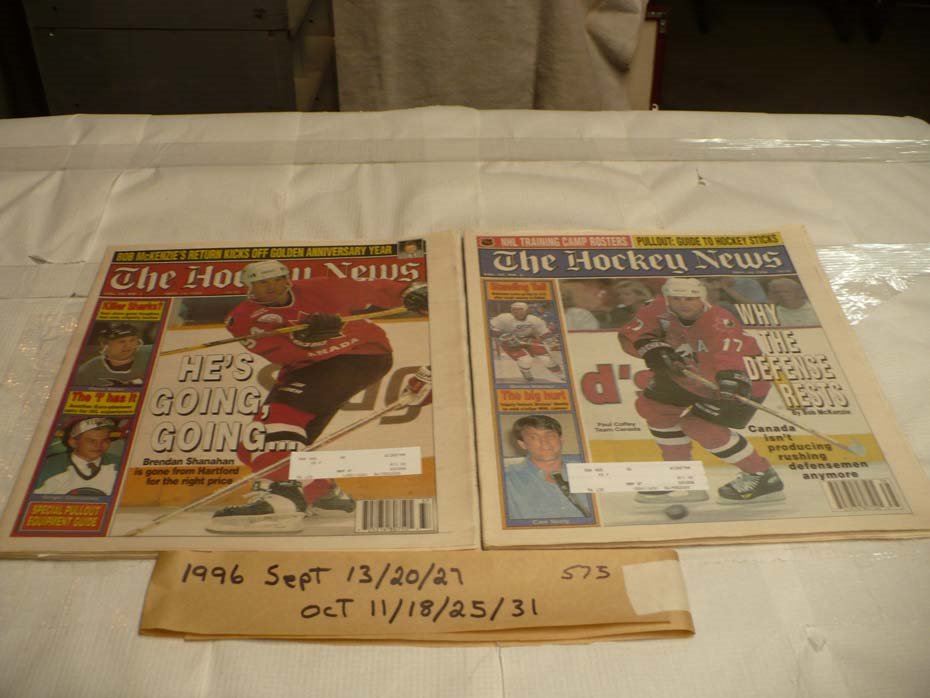 BOB McKENZIE'S RETURN KICKS OFF GOLDEN ANNIVERSARY YEAR
The Hockey News
Killer Sharks?
The 'I' has it
SPECIAL PULLOUT
EQUIPMENT GUIDE
HE'S
GOING,
GOING...
Brendan Shanahan
is gone from Hartford
for the right price
CANADA
NHL TRAINING CAMP ROSTERS
PULLOUT: GUIDE TO HOCKEY STICKS
The Hockey News
Standing Tall
The big hurt
Cam Neely
d's
Paul Coffey
Team Canada
A 17
WHY
THE
DEFENSE
RESTS
By Bob McKenzie
Canada
isn't
producing
rushing
defensemen
anymore
1996 Sept 13/20/27 575
OCT 11/18/25/31